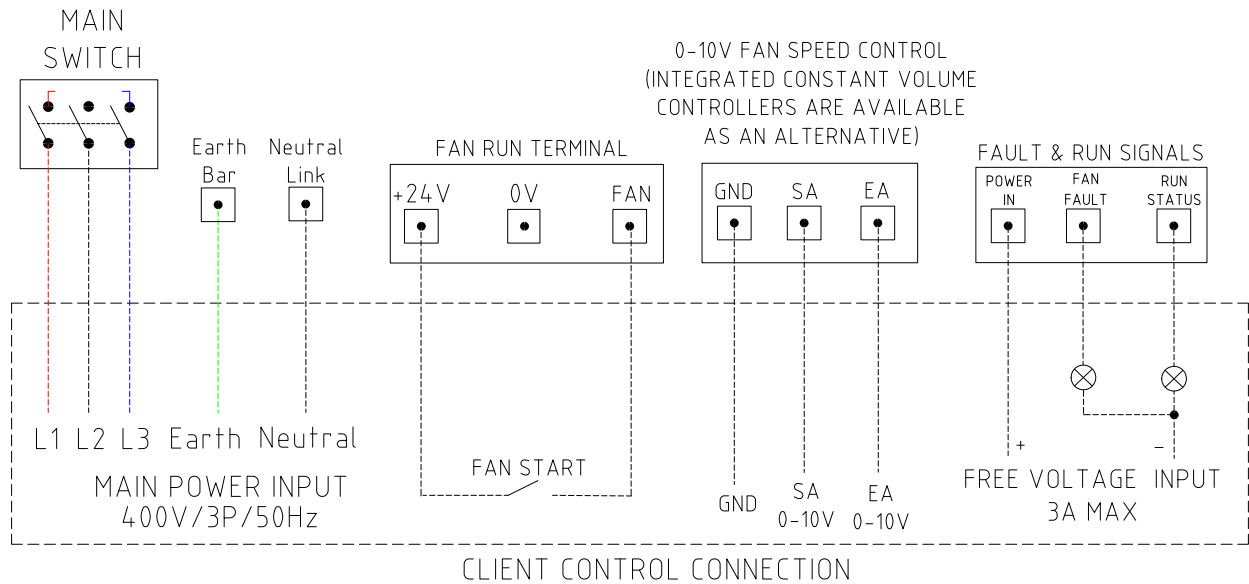 MAIN
SWITCH
Earth
Bar
Neutral
Link
FAN RUN TERMINAL
+24V
0V
FAN
0-10V FAN SPEED CONTROL
(INTEGRATED CONSTANT VOLUME
CONTROLLERS ARE AVAILABLE
AS AN ALTERNATIVE)
GND
SA
EA
FAULT & RUN SIGNALS
POWER
IN
FAN
FAULT
RUN
STATUS
L1 L2 L3 Earth Neutral
MAIN POWER INPUT
400V/3P/50Hz
FAN START
GND
SA
0-10V
EA
0-10V
+
-
FREE VOLTAGE INPUT
3A MAX
CLIENT CONTROL CONNECTION